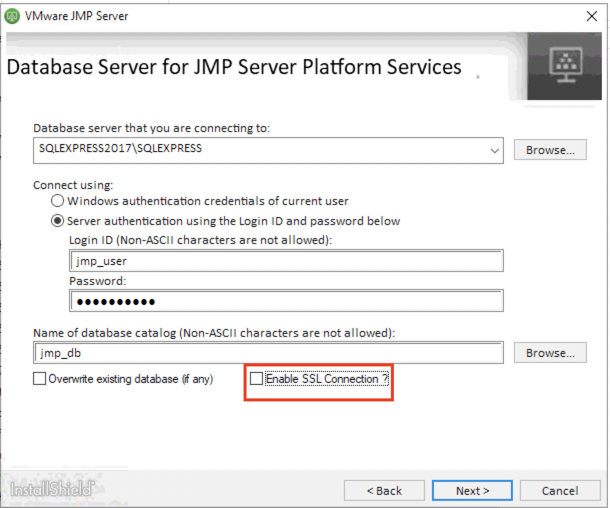 VMware JMP Server
Database Server for JMP Server Platform Services
Database server that you are connecting to:
SQLEXPRESS2017\SQLEXPRESS
Browse...
Connect using:
Windows authentication credentials of current user
Server authentication using the Login ID and password below
Login ID (Non-ASCII characters are not allowed):
jmp_user
Password:
●●●●●●●●●●
Name of database catalog (Non-ASCII characters are not allowed):
jmp_db
Browse...
Overwrite existing database (if any)
Enable SSL Connection ?
InstallShield
< Back
Next >
Cancel